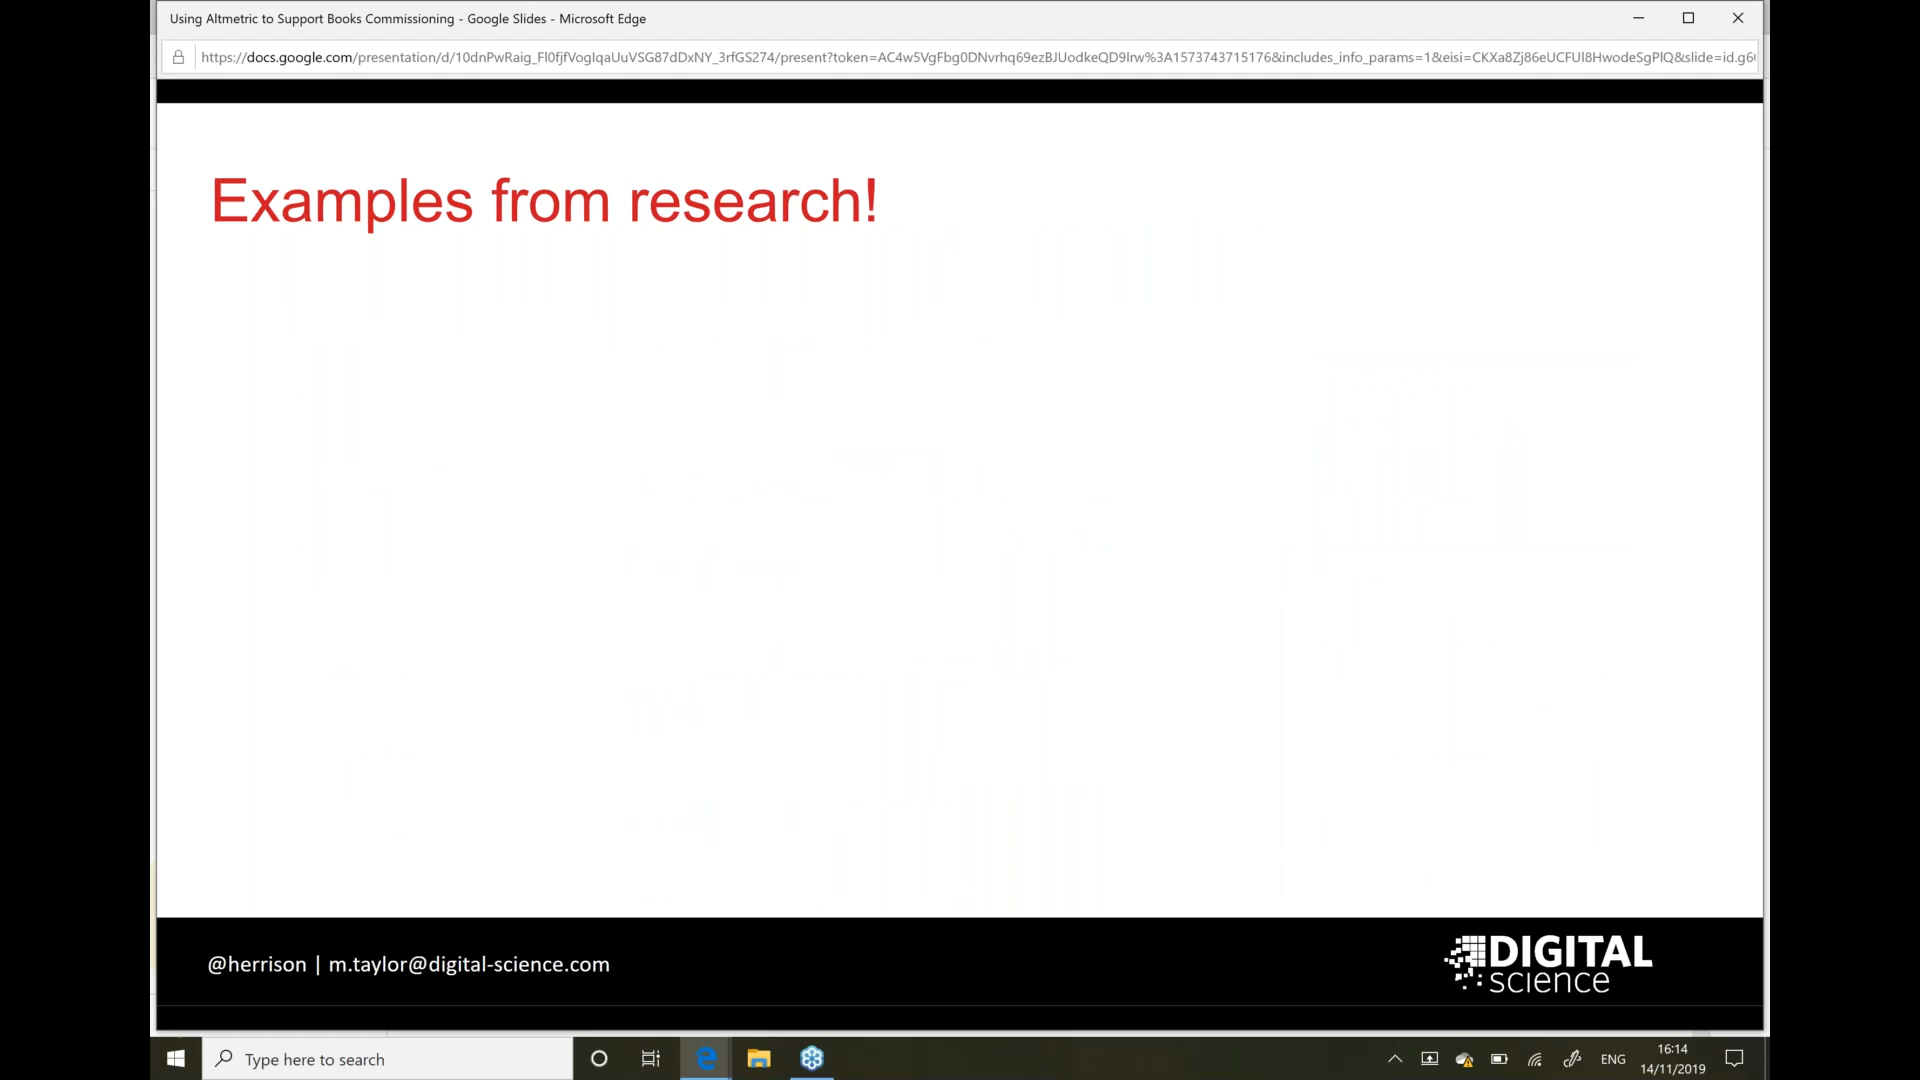 Using Altmetric to Support Books Commissioning - Google Slides - Microsoft Edge
https://docs.google.com/presentation/d/10dnPwRaig_Fl0fjfVogIqaUuVSG87dDxNY_3rfGS274/present?token=AC4w5VgFbg0DNvrhq69ezBJUodkeQD9lrw%3A1573743715176&includes_info_params=1&eisi=CKXa8Zj86eUCFUl8HwodeSgPlQ&slide=id.g6
Examples from research!
@herrison | m.taylor@digital-science.com
DIGITAL
science
Type here to search
ENG
16:14
14/11/2019